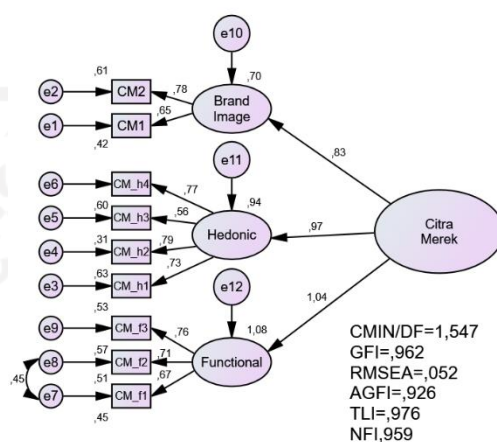 e10
,61
,70
e2
CM2
,78
Brand
Image
,65
e1
CM1
,42
,83
e11
e6
CM_h4
,77
,94
,60
e5
CM_h3
,56
Hedonic
,97
Citra
Merek
,31
e4
CM_h2
,79
,63
,73
e3
CM_h1
e12
,53
1,04
e9
CM_f3
,76
1,08
,57
e8
CM_f2
,71
Functional
,45
,51
,67
e7
CM_f1
,45
CMIN/DF=1,547
GFI=,962
RMSEA=,052
AGFI=,926
TLI=,976
NFI,959